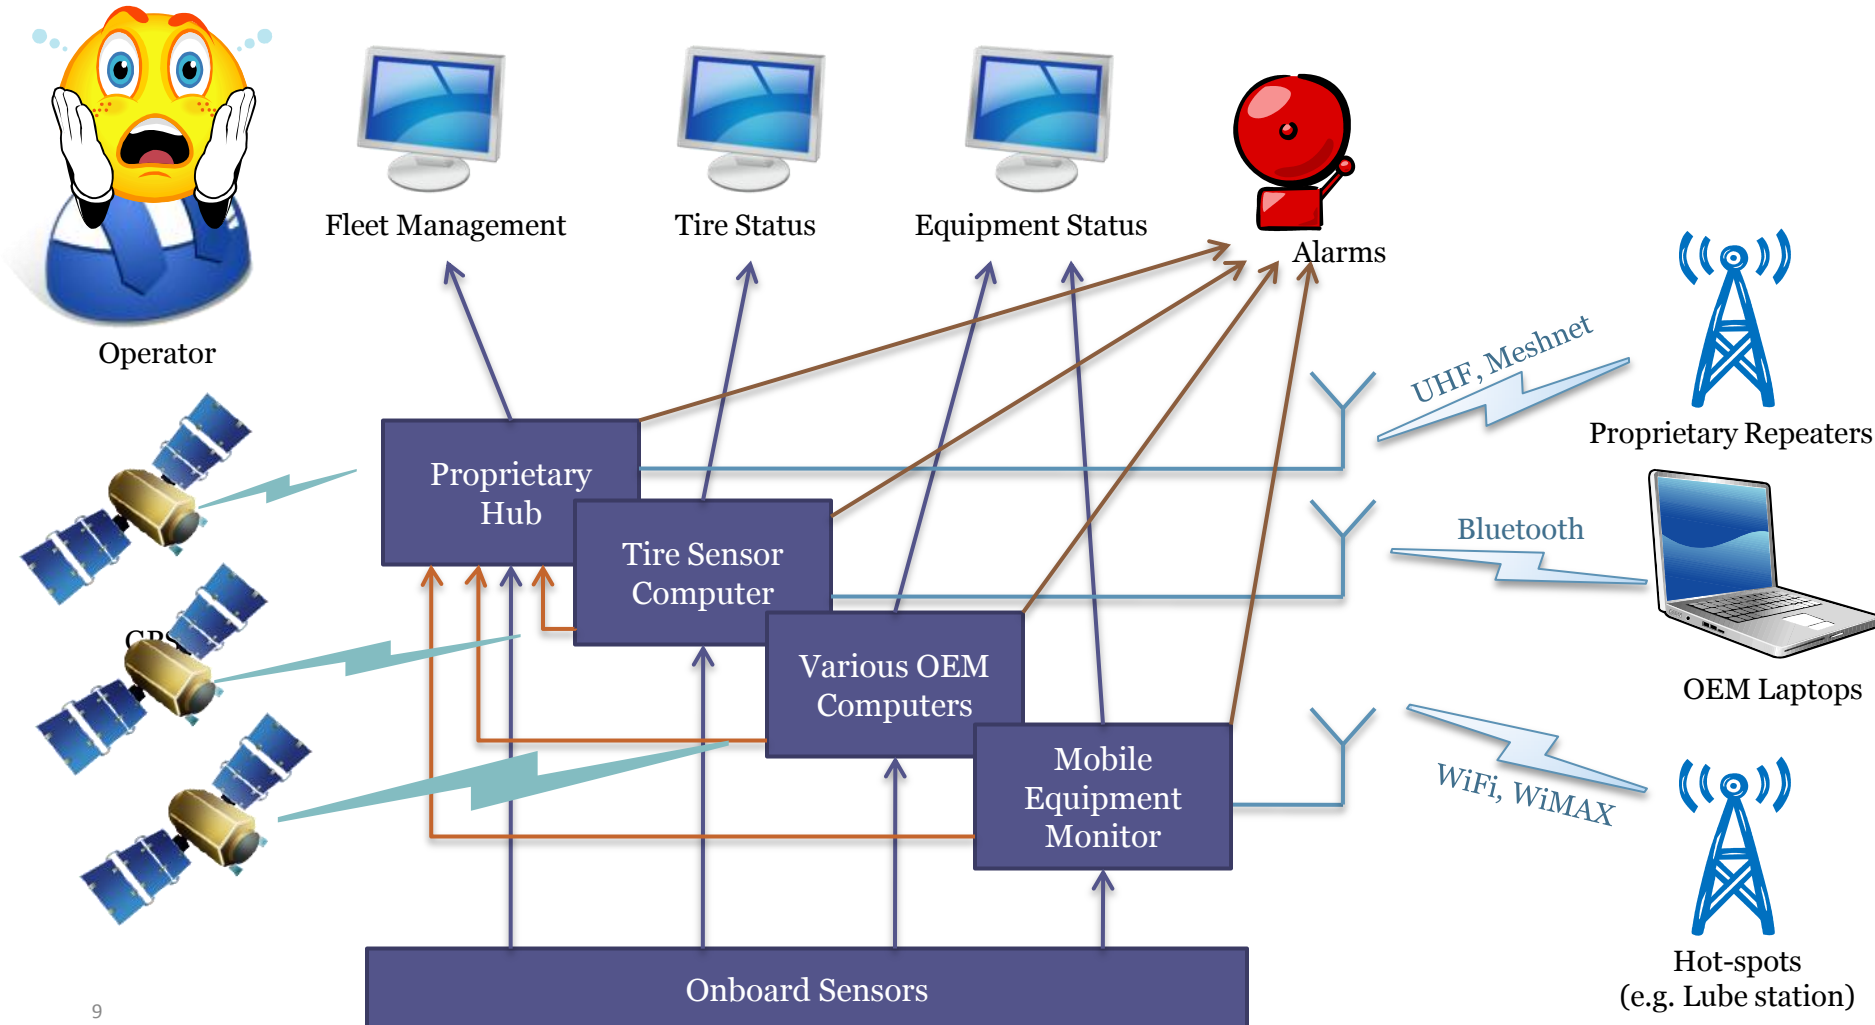 Fleet Management
Tire Status
Equipment Status
Alarms
Operator
UHF, Meshnet
Proprietary Repeaters
Proprietary
Hub
Bluetooth
Tire Sensor
Computer
GPS
Various OEM
Computers
OEM Laptops
Mobile
Equipment
Monitor
WiFi, WiMAX
Hot-spots
(e.g. Lube station)
Onboard Sensors
9